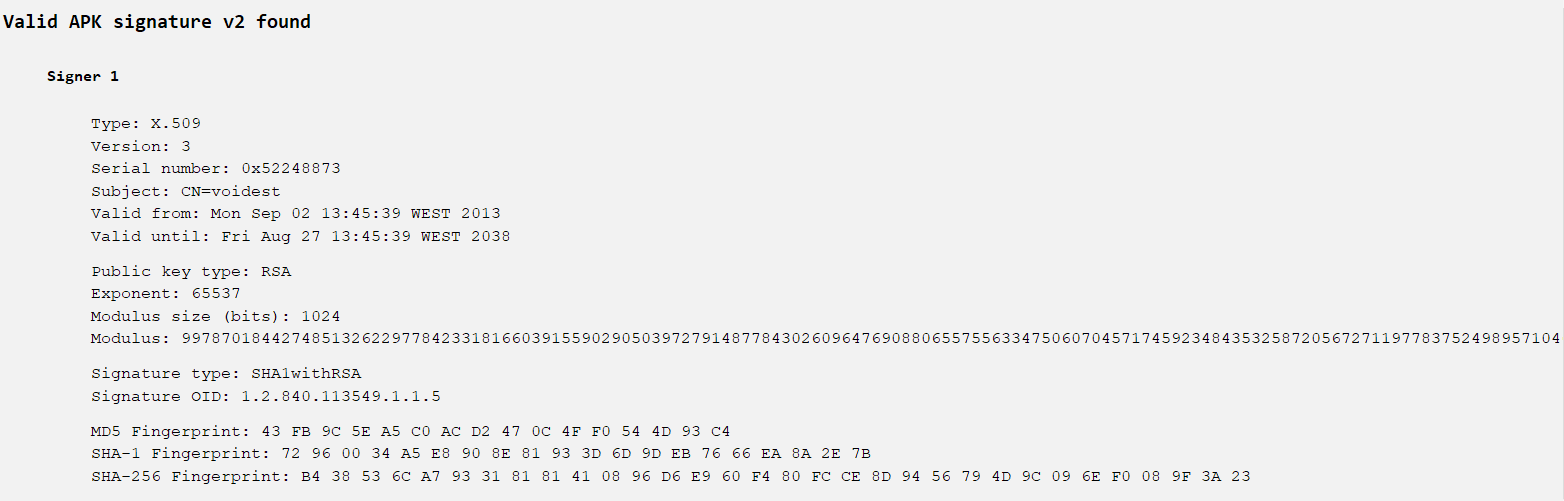 Valid APK signature v2 found
Signer 1
Type: X.509
Version: 3
Serial number: 0x52248873
Subject: CN=voidest
Valid from: Mon Sep 02 13:45:39 WEST 2013
Valid until: Fri Aug 27 13:45:39 WEST 2038
Public key type: RSA
Exponent: 65537
Modulus size (bits): 1024
Modulus: 99787018442748513262297784233181660391559029050397279148778430260964769088065575563347506070457174592348435325872056727119778375249895​7104
Signature type: SHA1withRSA
Signature OID: 1.2.840.113549.1.1.5
MD5 Fingerprint: 43 FB 9C 5E A5 C0 AC D2 47 0C 4F F0 54 4D 93 C4
SHA-1 Fingerprint: 72 96 00 34 A5 E8 90 8E 81 93 3D 6D 9D EB 76 66 EA 8A 2E 7B
SHA-256 Fingerprint: B4 38 53 6C A7 93 31 81 81 41 08 96 D6 E9 60 F4 80 FC CE 8D 94 56 79 4D 9C 09 6E F0 08 9F 3A 23